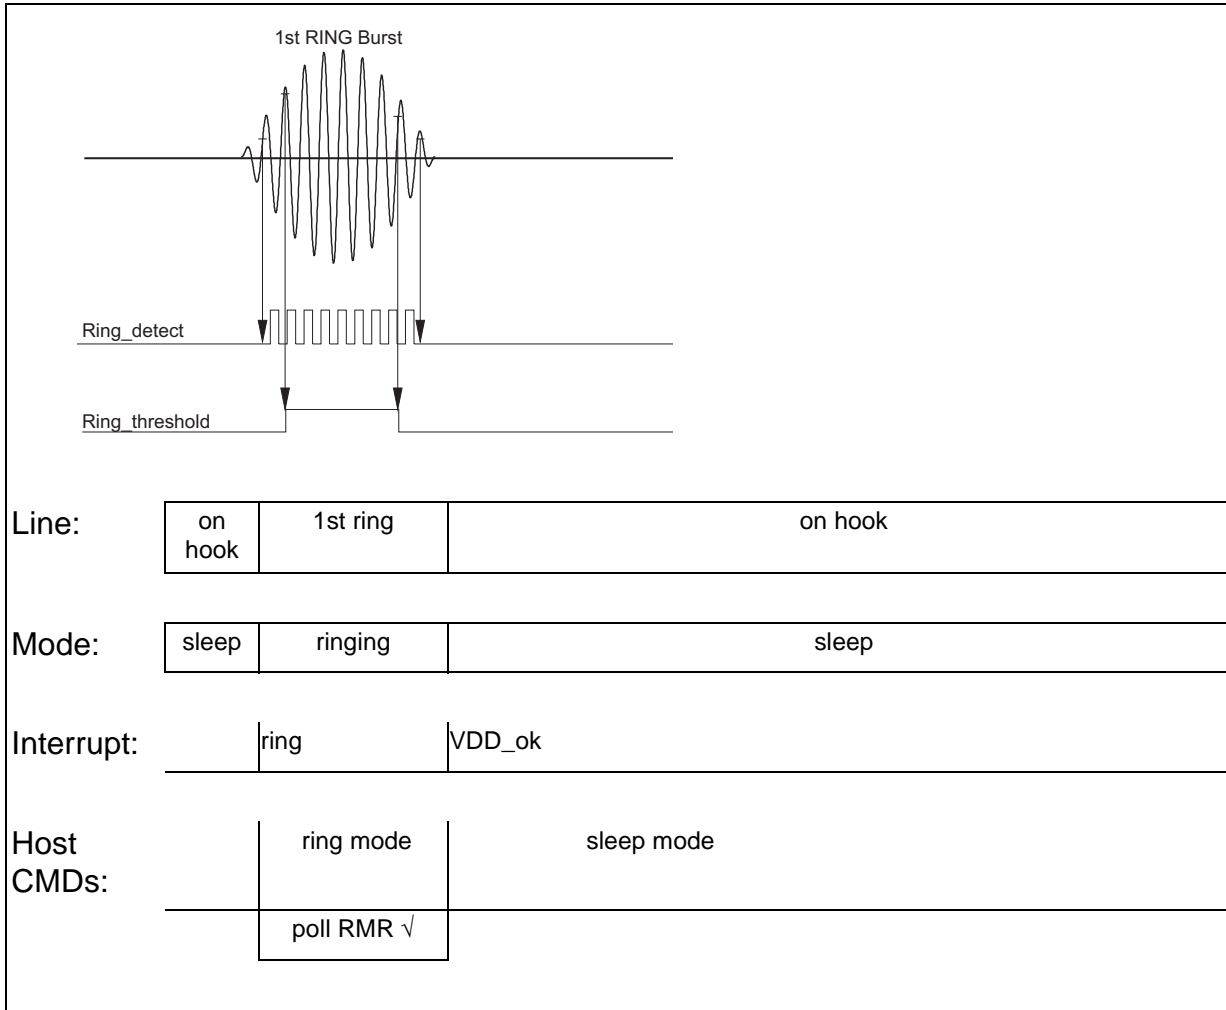 1st RING Burst
Ring_detect
Ring_threshold
Line:
on
hook
1st ring
on hook
Mode:
sleep
ringing
sleep
Interrupt:
ring
VDD_ok
Host
CMDs:
ring mode
sleep mode
poll RMR √